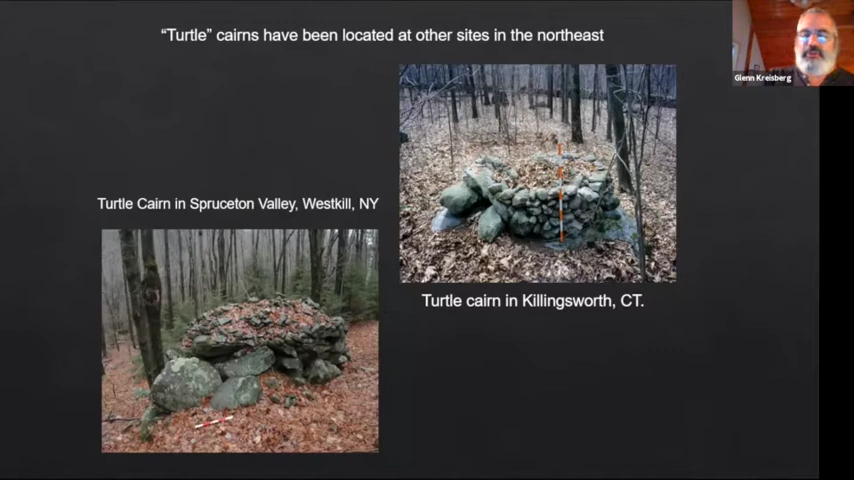 “Turtle” cairns have been located at other sites in the northeast
Glenn Kreisberg
Turtle Cairn in Spruceton Valley, Westkill, NY
Turtle cairn in Killingsworth, CT.